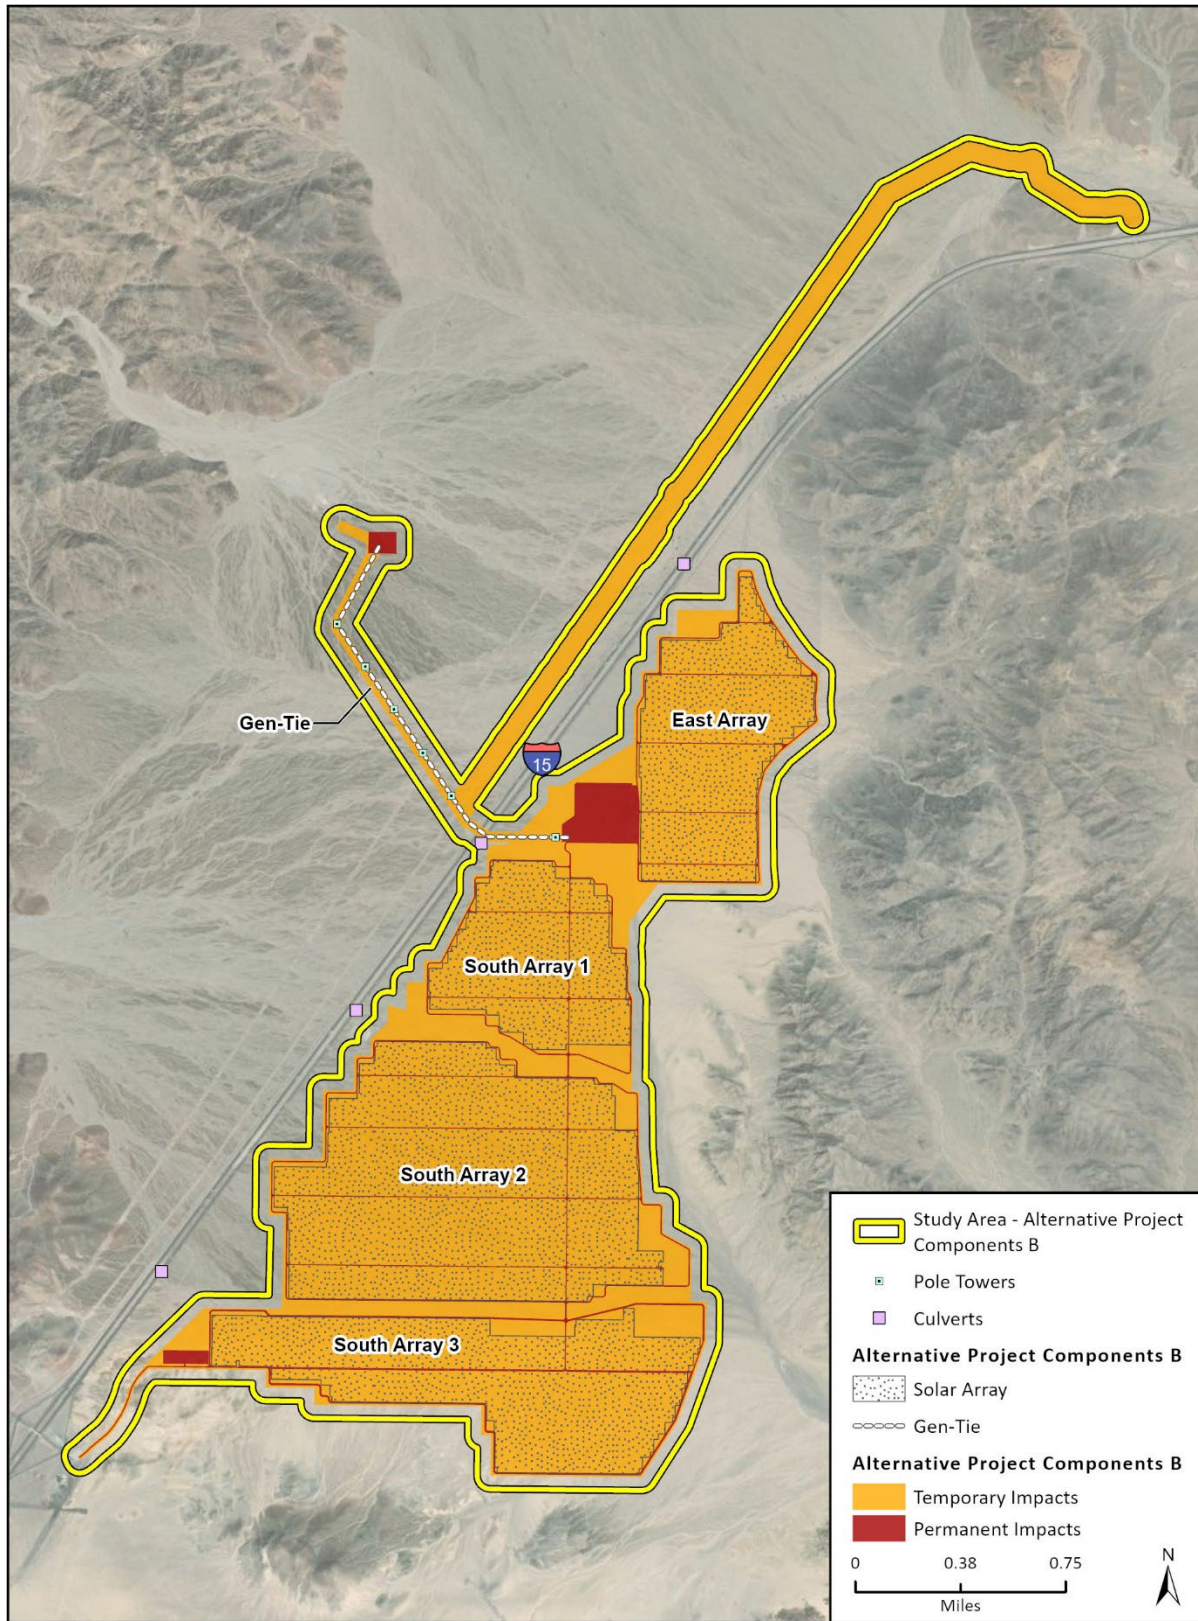 Gen-Tie
15
East Array
South Array 1
South Array 2
South Array 3
Study Area - Alternative Project
Components B
Pole Towers
Culverts
Alternative Project Components B
Solar Array
Gen-Tie
Alternative Project Components B
Temporary Impacts
Permanent Impacts
0 0.38 0.75
Miles
N